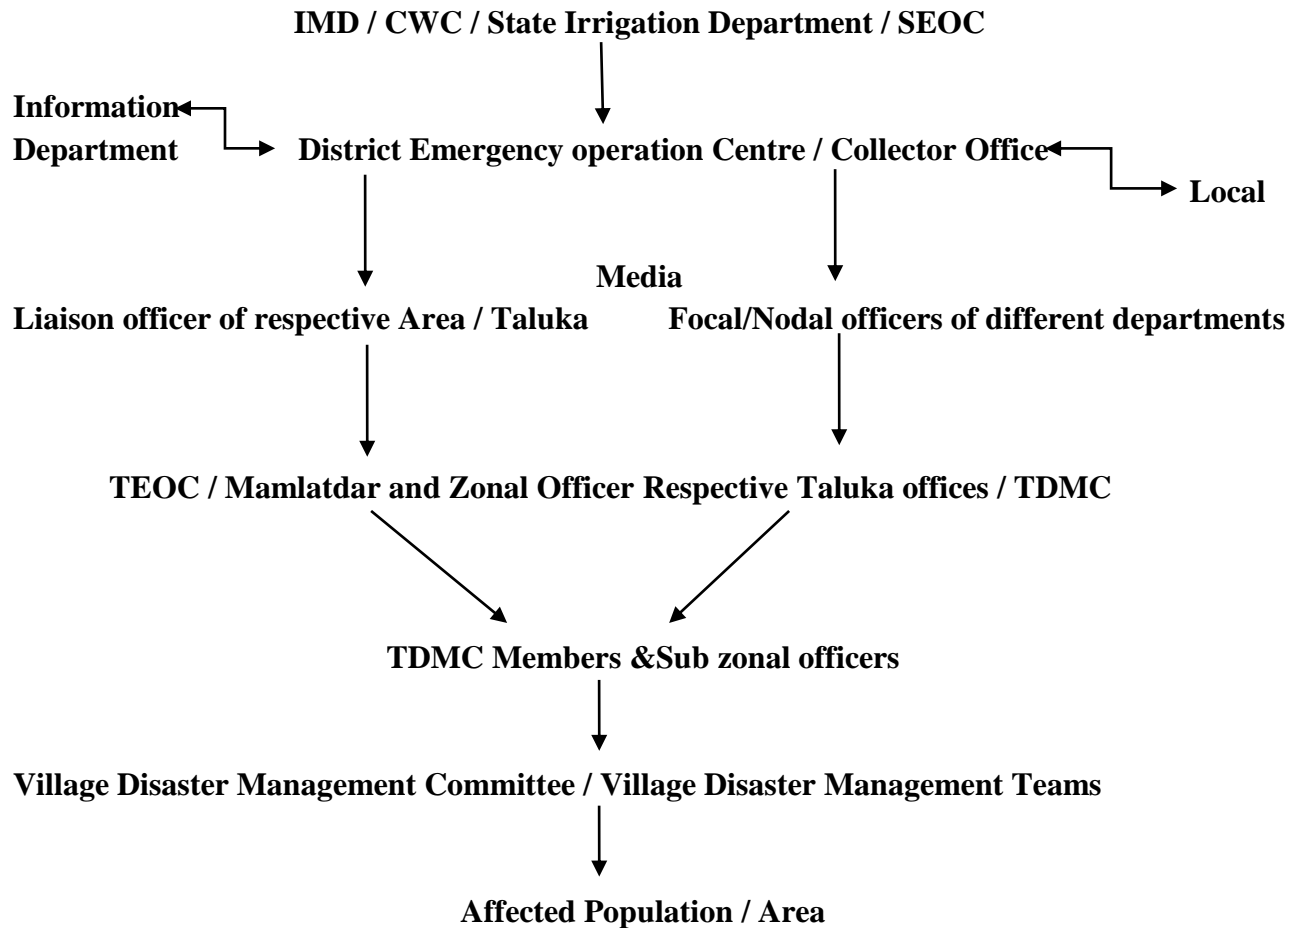 IMD / CWC / State Irrigation Department / SEOC
Information
Department
District Emergency operation Centre / Collector Office
Local
Media
Liaison officer of respective Area / Taluka
Focal/Nodal officers of different departments
TEOC / Mamlatdar and Zonal Officer Respective Taluka offices / TDMC
TDMC Members &Sub zonal officers
Village Disaster Management Committee / Village Disaster Management Teams
Affected Population / Area